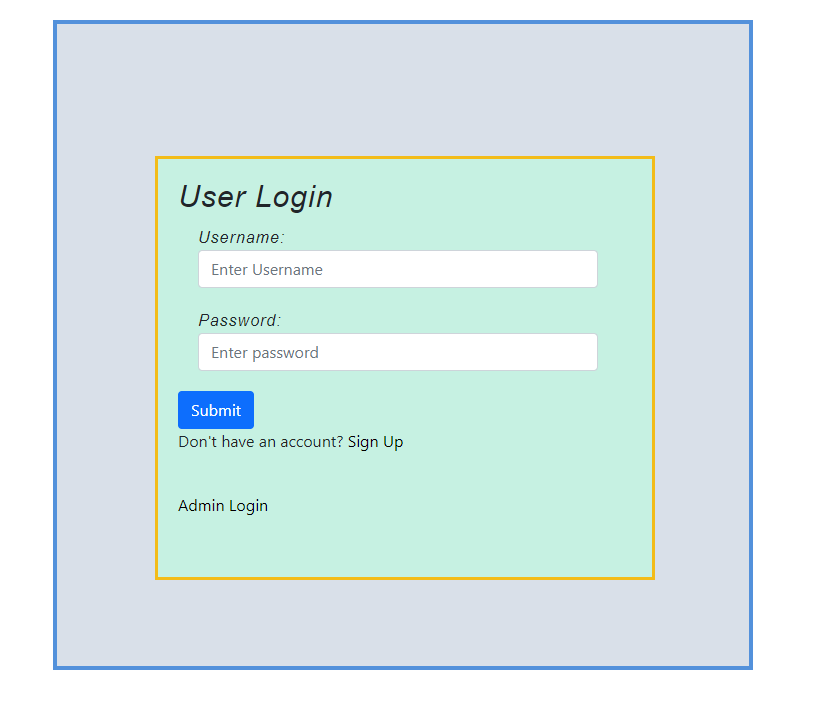 User Login
Username:
Enter Username
Password:
Enter password
Submit
Don't have an account? Sign Up
Admin Login